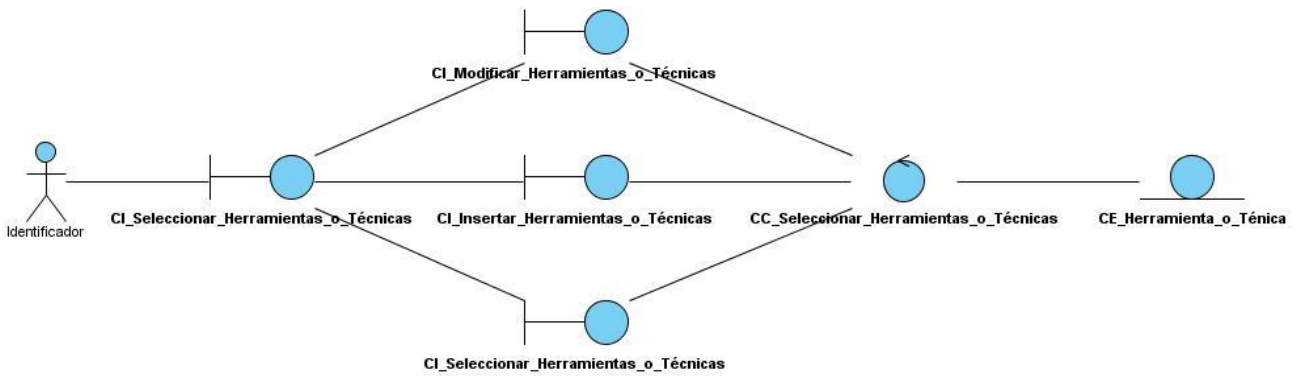 CI_Modificar_Herramientas_o_Técnicas
Identificador
CI_Seleccionar_Herramientas_o_Técnicas
CI_Insertar_Herramientas_o_Técnicas
CC_Seleccionar_Herramientas_o_Técnicas
CE_Herramienta_o_Ténica
CI_Seleccionar_Herramientas_o_Técnicas